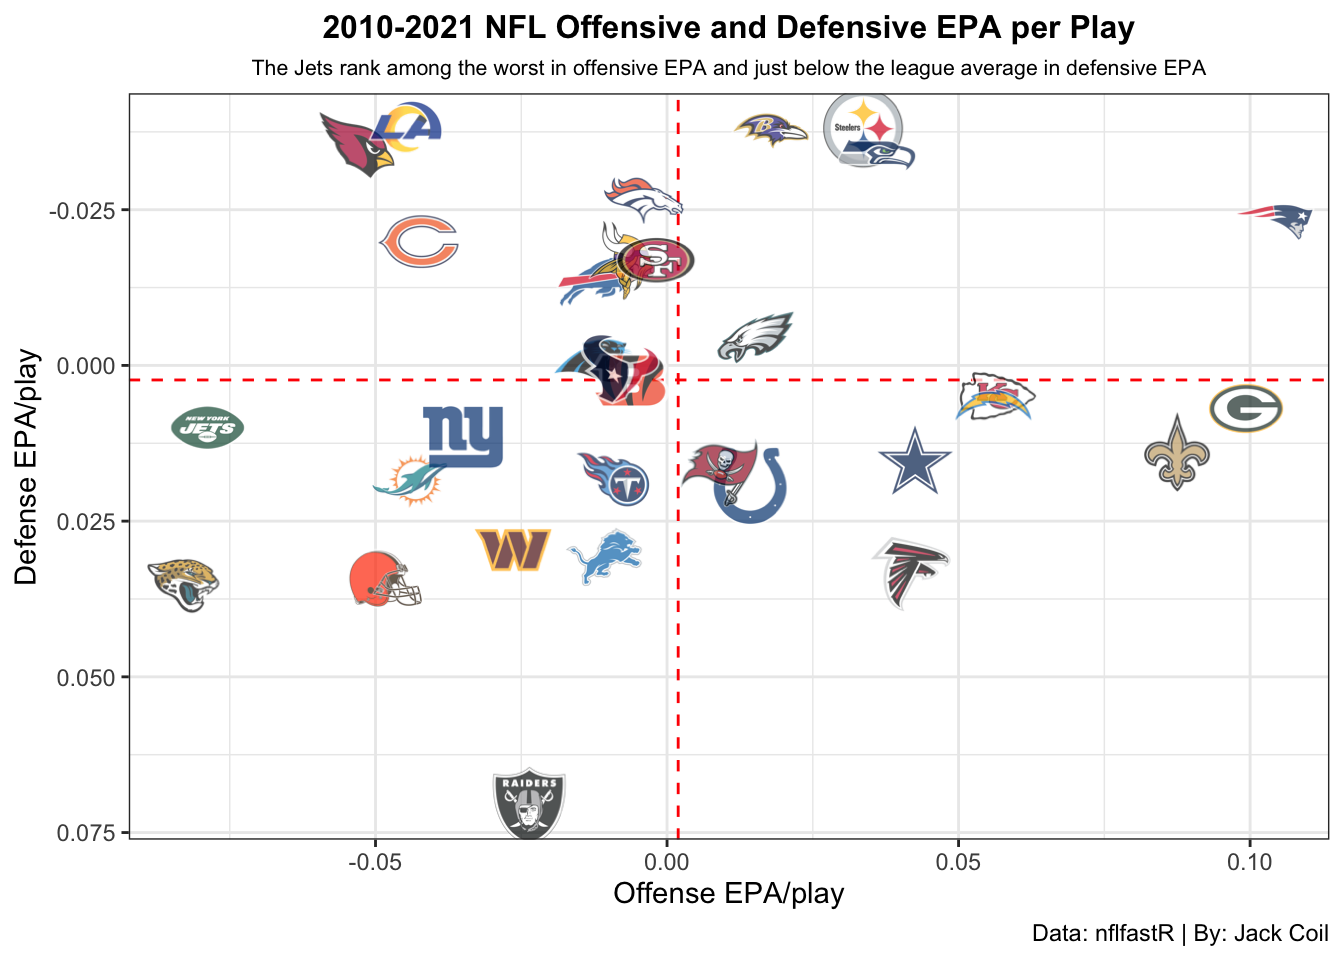 2010-2021 NFL Offensive and Defensive EPA per Play
The Jets rank among the worst in offensive EPA and just below the league average in defensive EPA
LA
Steelers
B
-0.025
SF
0.000
KC
G
NEW YORK
JETS
ny
T
0.025
W
0.050
RAIDERS
0.075
-0.05
0.00
0.05
0.10
Defense EPA/play
Offense EPA/play
Data: nflfastR | By: Jack Coil